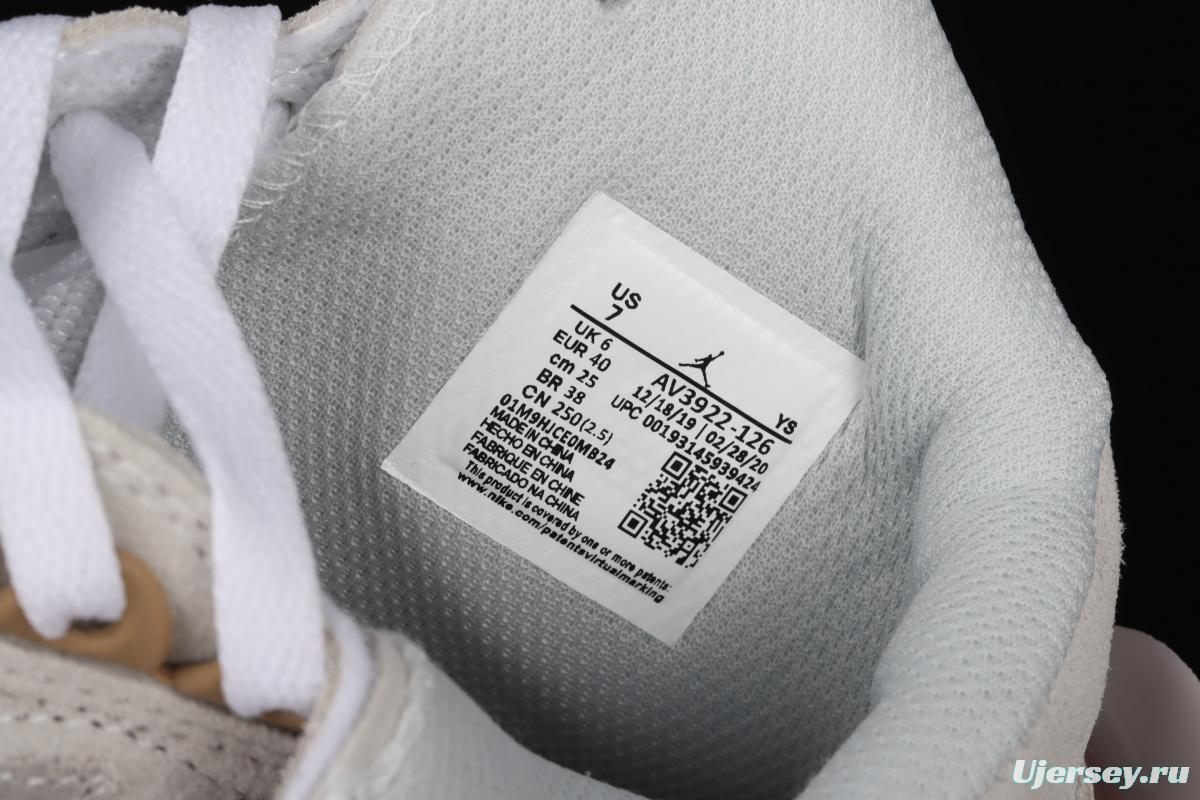 US
7
UK 6
EUR 40
cm 25
BR 38
CN 250(2.5)
01M9HJCE0MB24
MADE IN CHINA
HECHO EN CHINA
FABRIQUE EN CHINE
FABRICADO NA CHINA
This product is covered by one or more patents:
www.nike.com/patentsvirtualmarking
AV3922-126
YS
12/18/19 | 02/28/20
UPC 00193145939424
Ujersey.ru